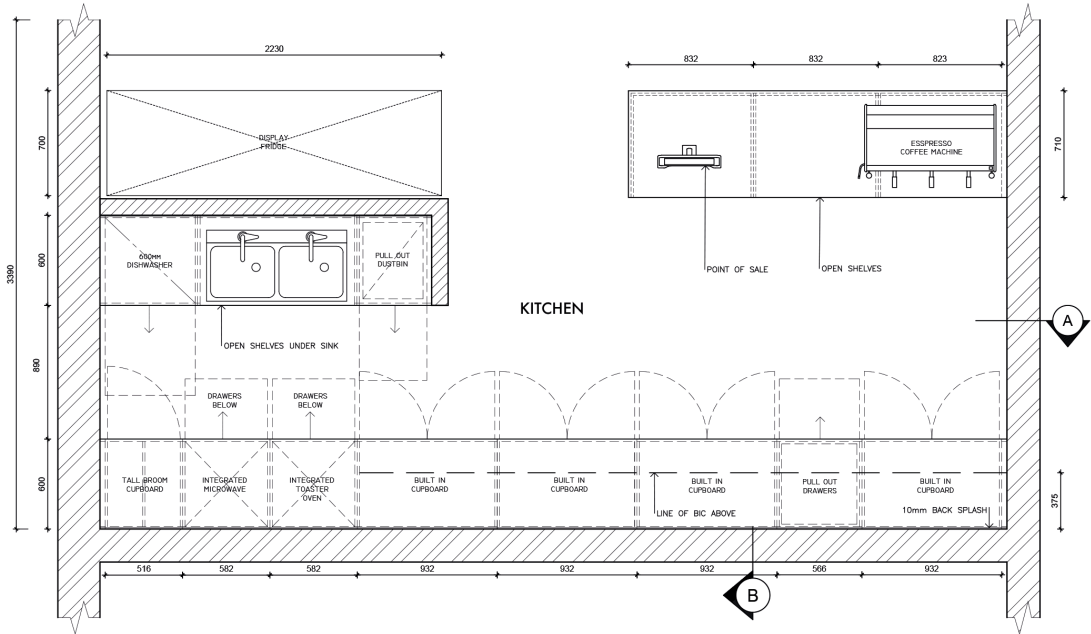 2230
832
832
823
DISPLAY
FRIDGE
700
ESSPRESSO
COFFEE MACHINE
710
600MM
DISHWASHER
PULL OUT
DUSTBIN
600
POINT OF SALE
OPEN SHELVES
3390
KITCHEN
A
OPEN SHELVES UNDER SINK
890
DRAWERS
BELOW
DRAWERS
BELOW
TALL BROOM
CUPBOARD
INTEGRATED
MICROWAVE
INTEGRATED
TOASTER
OVEN
BUILT IN
CUPBOARD
BUILT IN
CUPBOARD
BUILT IN
CUPBOARD
PULL OUT
DRAWERS
BUILT IN
CUPBOARD
600
375
LINE OF BIC ABOVE
10mm BACK SPLASH
516
582
582
932
932
932
566
932
B